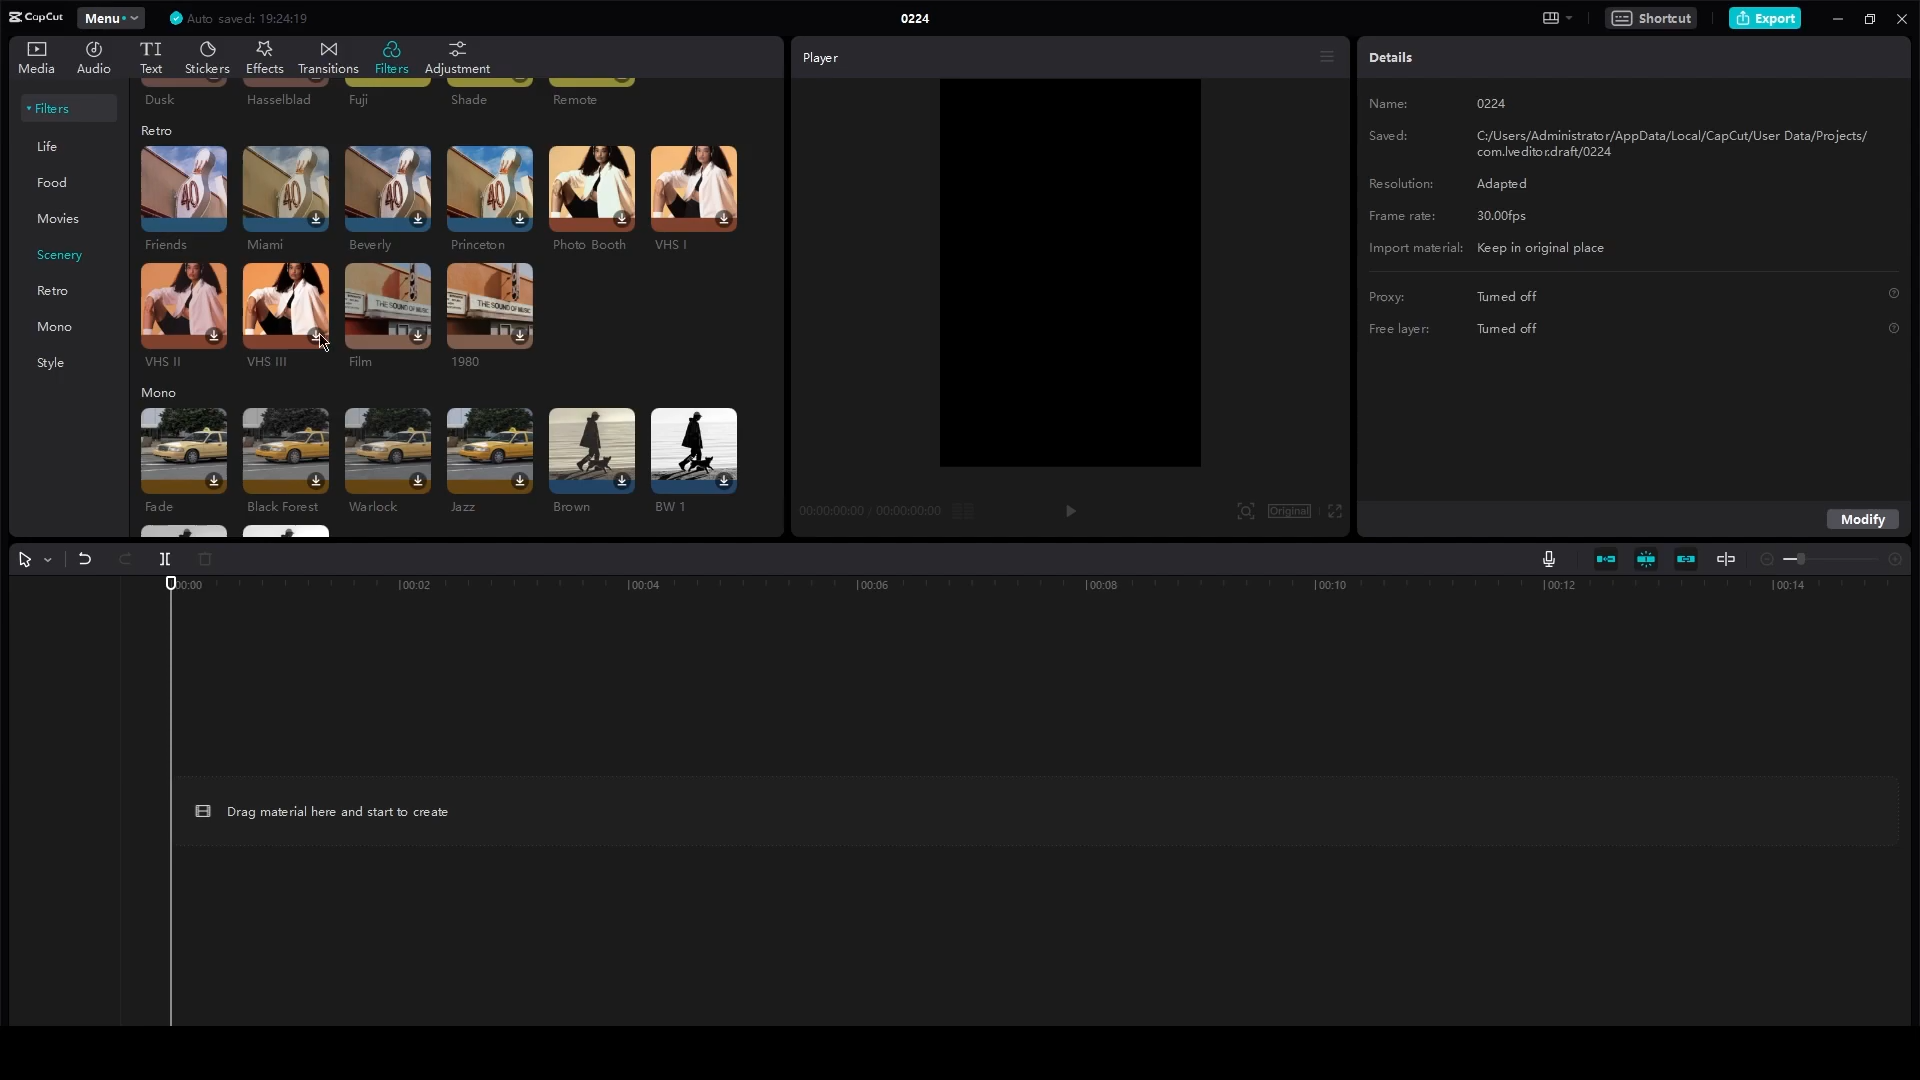 CapCut
Menu
Auto saved: 19:24:19
0224
Shortcut
Export
Media
Audio
Text
Stickers
Effects
Transitions
Filters
Adjustment
Filters
Life
Food
Movies
Scenery
Retro
Mono
Style
Dusk
Hasselblad
Fuji
Shade
Remote
Retro
Friends
Miami
Beverly
Princeton
Photo Booth
VHS I
VHS II
VHS III
Film
1980
Mono
Fade
Black Forest
Warlock
Jazz
Brown
BW 1
Player
00:00:00:00 / 00:00:00:00
Original
Details
Name: 0224
Saved: C:/Users/Administrator/AppData/Local/CapCut/User Data/Projects/
com.lveditor.draft/0224
Resolution: Adapted
Frame rate: 30.00fps
Import material: Keep in original place
Proxy: Turned off
Free layer: Turned off
Modify
00:00
00:02
00:04
00:06
00:08
00:10
00:12
00:14
Drag material here and start to create